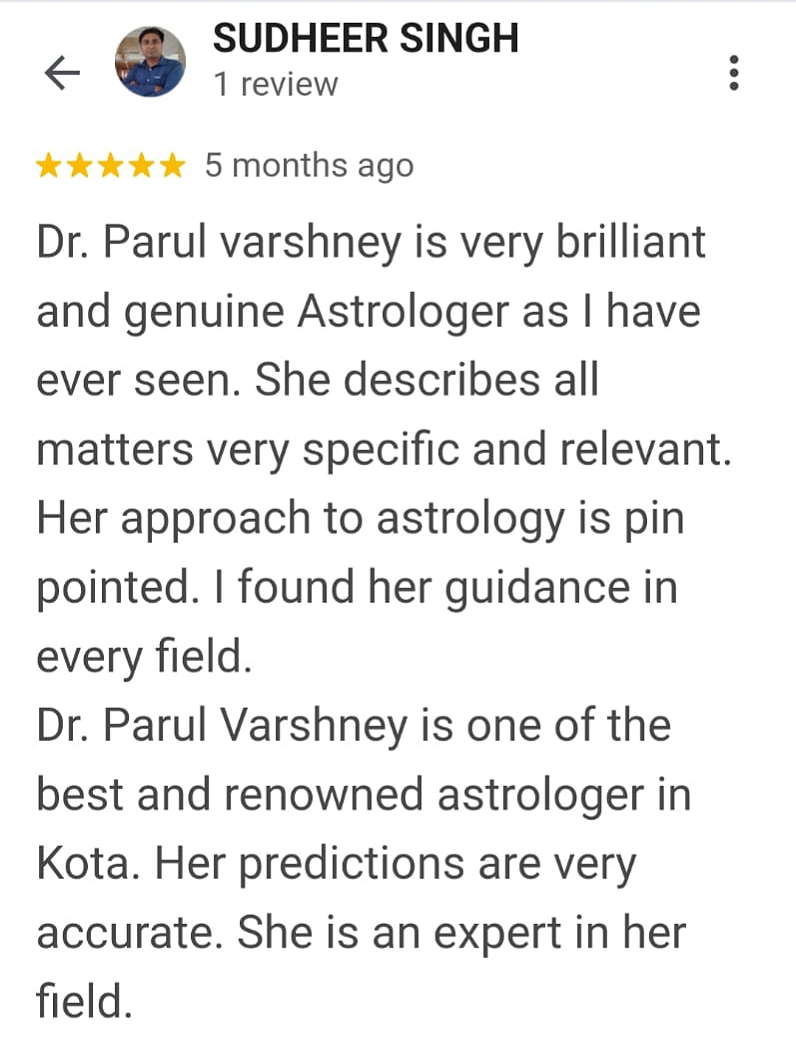 SUDHEER SINGH
1 review
5 months ago
Dr. Parul varshney is very brilliant
and genuine Astrologer as I have
ever seen. She describes all
matters very specific and relevant.
Her approach to astrology is pin
pointed. I found her guidance in
every field.
Dr. Parul Varshney is one of the
best and renowned astrologer in
Kota. Her predictions are very
accurate. She is an expert in her
field.